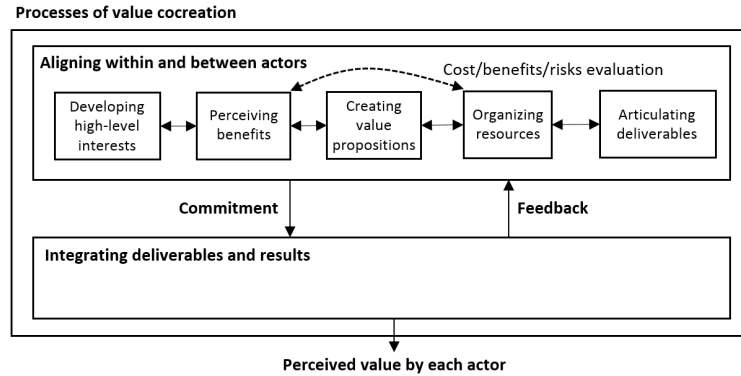 Processes of value cocreation
Aligning within and between actors
Cost/benefits/risks evaluation
Developing
high-level
interests
Perceiving
benefits
Creating
value
propositions
Organizing
resources
Articulating
deliverables
Commitment
Feedback
Integrating deliverables and results
Perceived value by each actor